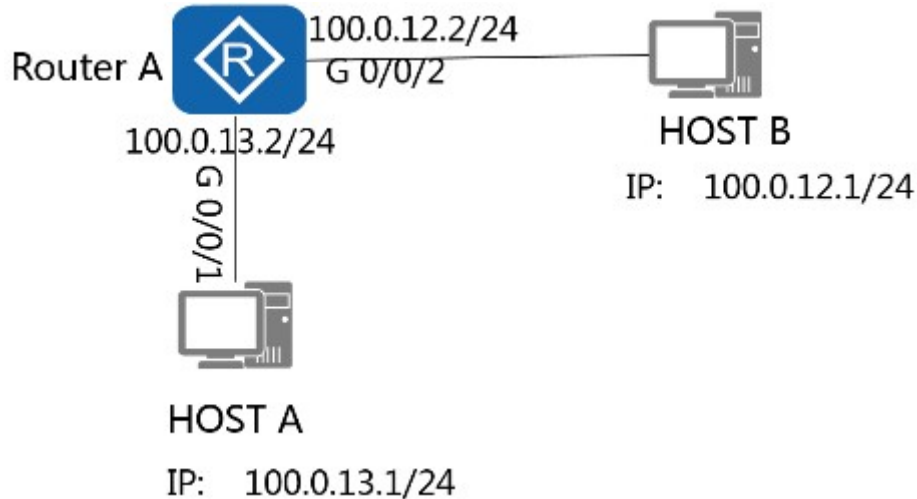 100.0.12.2/24
Router A
R
G 0/0/2
100.0.13.2/24
G 0/0/1
HOST B
IP: 100.0.12.1/24
HOST A
IP: 100.0.13.1/24